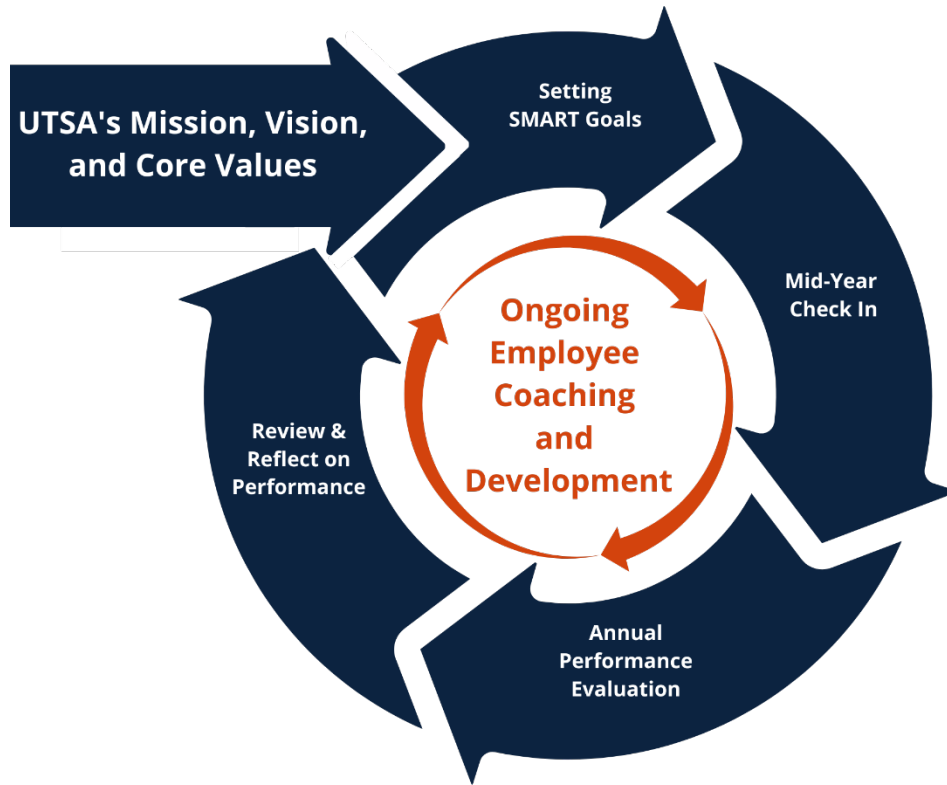 UTSA's Mission, Vision,
and Core Values
Setting
SMART Goals
Mid-Year
Check In
Annual
Performance
Evaluation
Review &
Reflect on
Performance
Ongoing
Employee
Coaching
and
Development